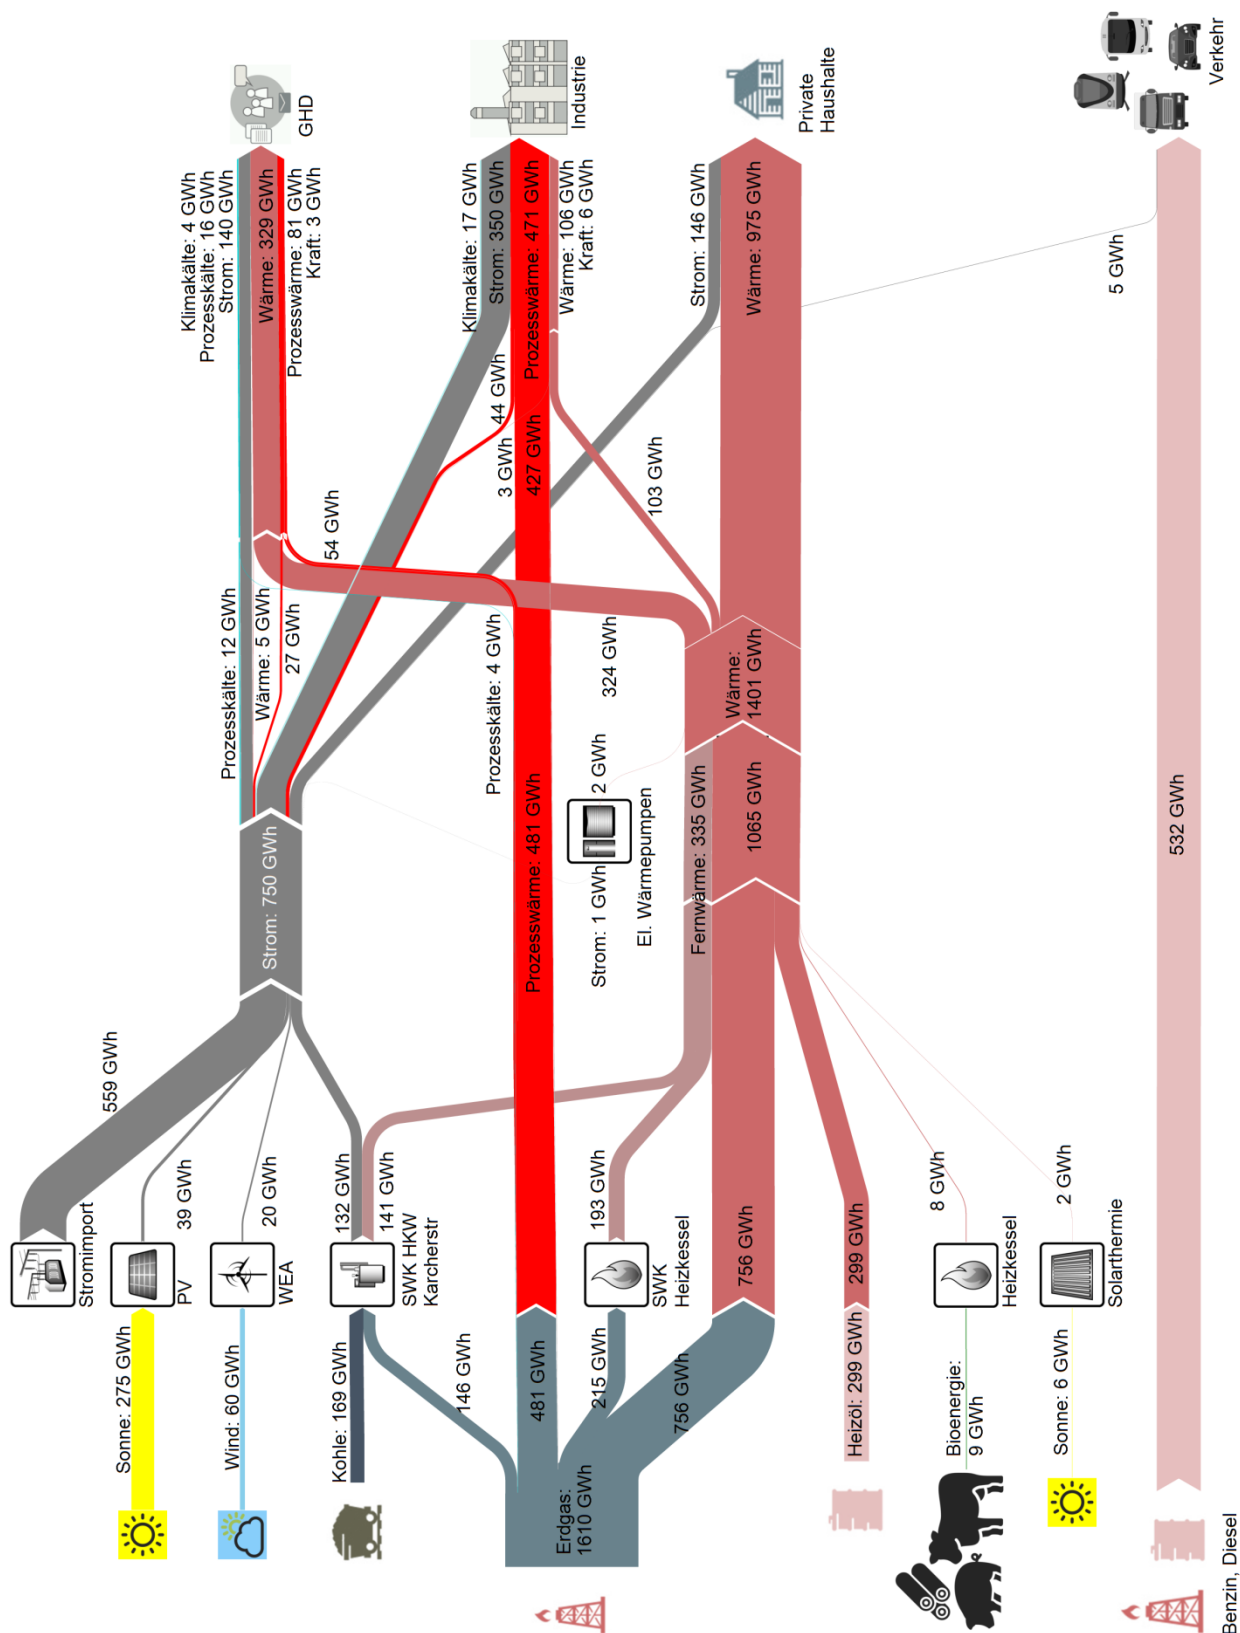 Stromimport
559 GWh
Sonne: 275 GWh
PV
39 GWh
Wind: 60 GWh
WEA
20 GWh
Kohle: 169 GWh
SWK HKW
Karcherstr
132 GWh
141 GWh
146 GWh
Erdgas:
1610 GWh
481 GWh
215 GWh
SWK
Heizkessel
193 GWh
756 GWh
756 GWh
Heizöl: 299 GWh
299 GWh
Bioenergie:
9 GWh
Heizkessel
8 GWh
Sonne: 6 GWh
Solarthermie
2 GWh
Benzin, Diesel
532 GWh
Strom: 750 GWh
Prozesswärme: 481 GWh
Strom: 1 GWh
2 GWh
El. Wärmepumpen
Fernwärme: 335 GWh
1065 GWh
Wärme:
1401 GWh
Prozesskälte: 12 GWh
Wärme: 5 GWh
27 GWh
54 GWh
Prozesskälte: 4 GWh
324 GWh
3 GWh
44 GWh
427 GWh
103 GWh
5 GWh
Klimakälte: 4 GWh
Prozesskälte: 16 GWh
Strom: 140 GWh
Wärme: 329 GWh
Prozesswärme: 81 GWh
Kraft: 3 GWh
GHD
Klimakälte: 17 GWh
Strom: 350 GWh
Prozesswärme: 471 GWh
Wärme: 106 GWh
Kraft: 6 GWh
Industrie
Strom: 146 GWh
Wärme: 975 GWh
Private
Haushalte
Verkehr